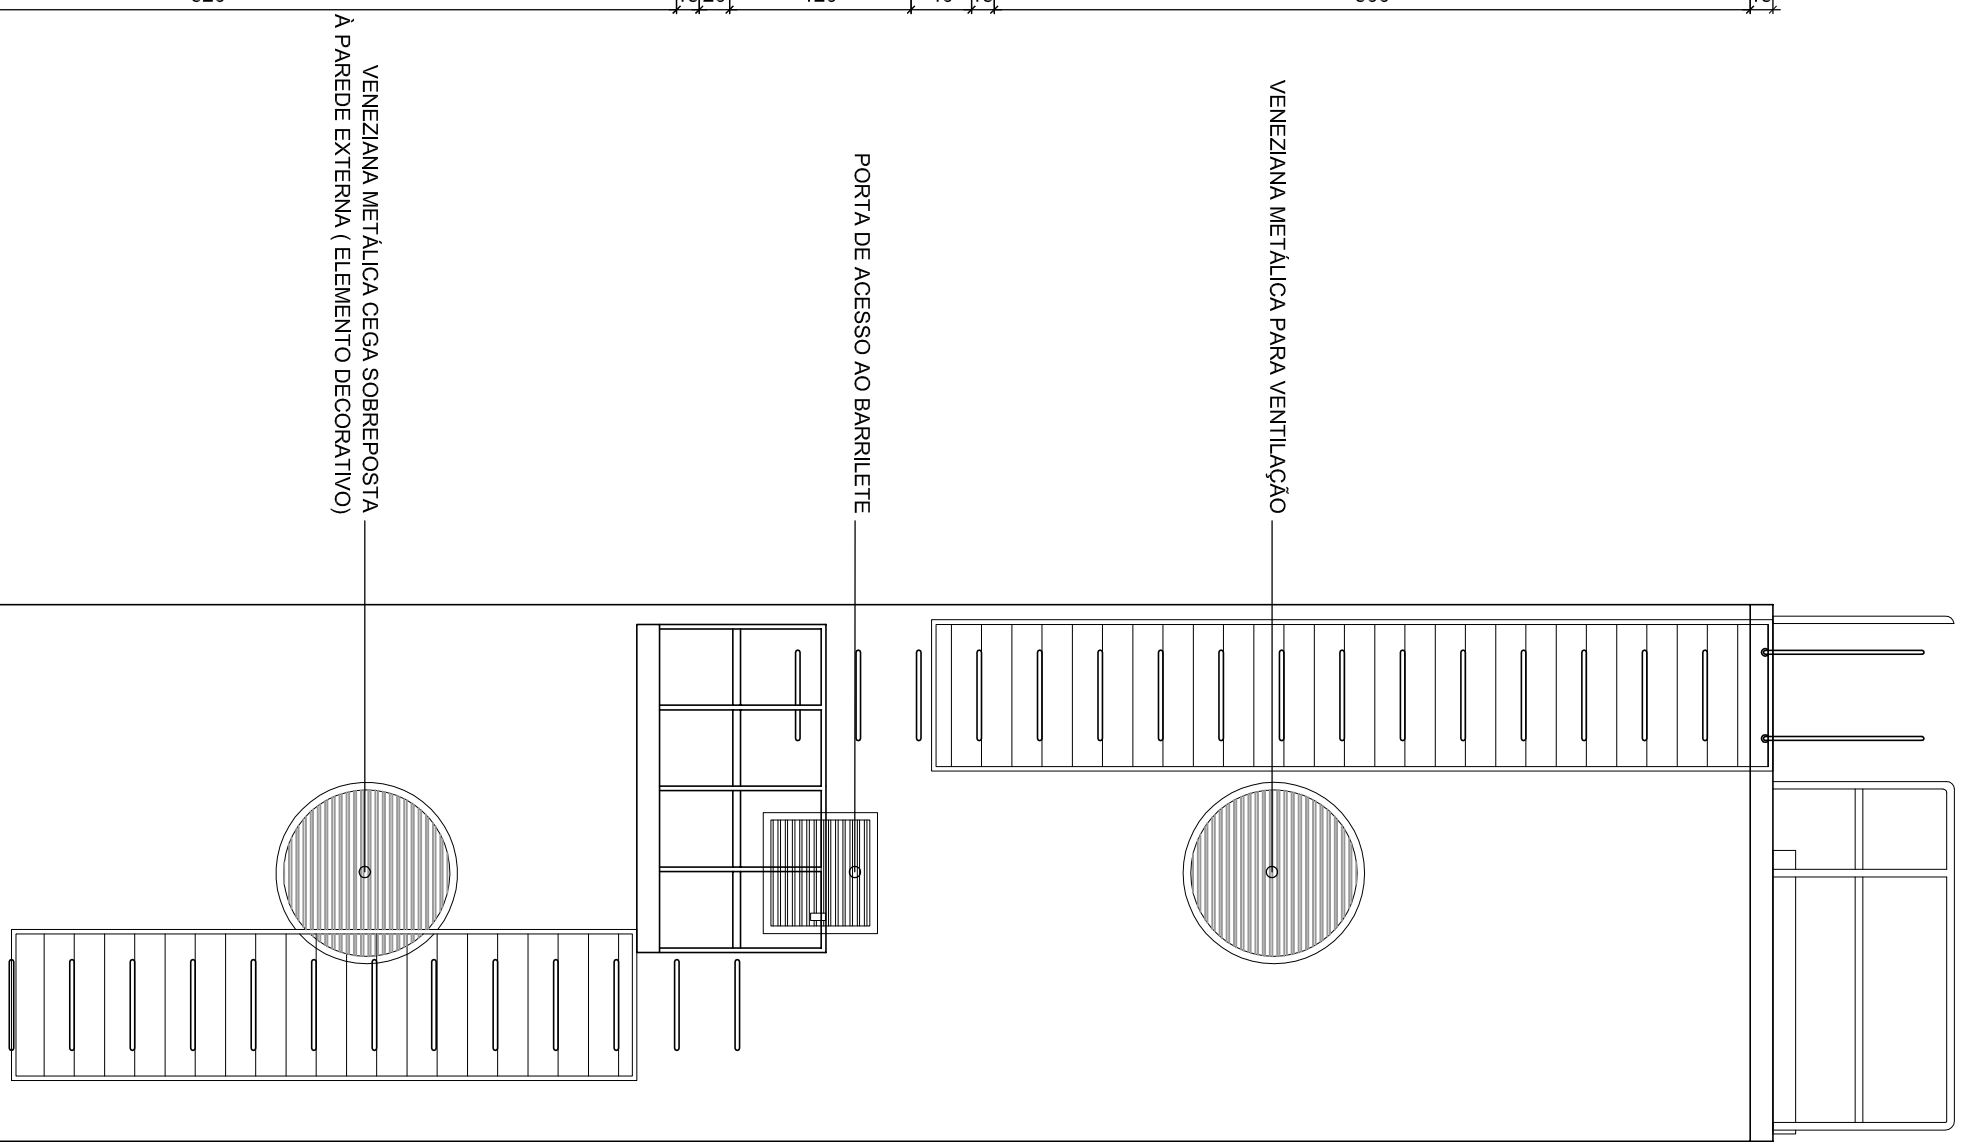 VENEZIANA METÁLICA PARA VENTILAÇÃO
PORTA DE ACESSO AO BARRILETE
VENEZIANA METÁLICA CEGA SOBREPOSTA
À PAREDE EXTERNA ( ELEMENTO DECORATIVO)